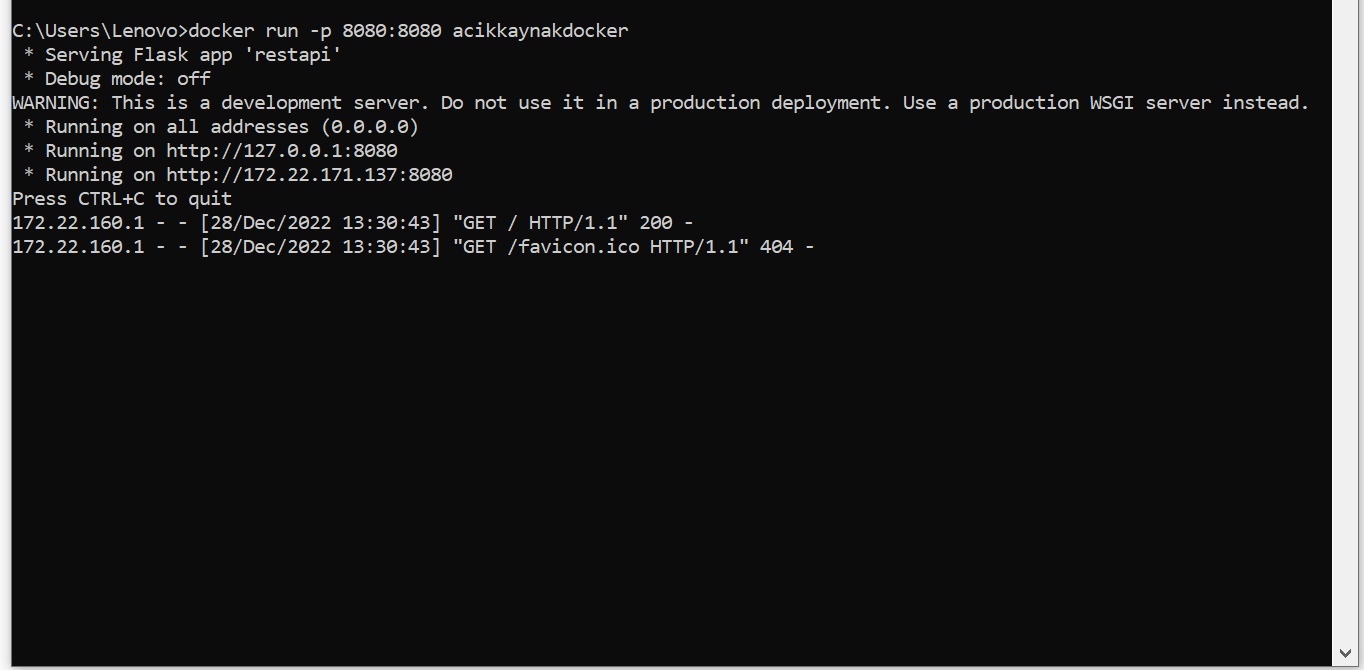 C:\Users\Lenovo>docker run -p 8080:8080 acikkaynakdocker
 * Serving Flask app 'restapi'
 * Debug mode: off
WARNING: This is a development server. Do not use it in a production deployment. Use a production WSGI server instead.
 * Running on all addresses (0.0.0.0)
 * Running on http://127.0.0.1:8080
 * Running on http://172.22.171.137:8080
Press CTRL+C to quit
172.22.160.1 - - [28/Dec/2022 13:30:43] "GET / HTTP/1.1" 200 -
172.22.160.1 - - [28/Dec/2022 13:30:43] "GET /favicon.ico HTTP/1.1" 404 -